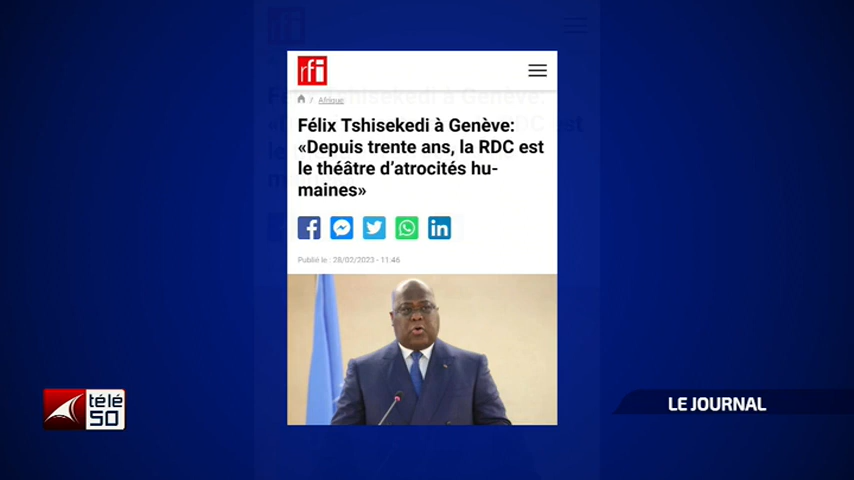 rfi
/ Afrique
Félix Tshisekedi à Genève:
«Depuis trente ans, la RDC est
le théâtre d'atrocités hu-
maines»
Publié le : 28/02/2023 - 11:46
télé
50
LE JOURNAL